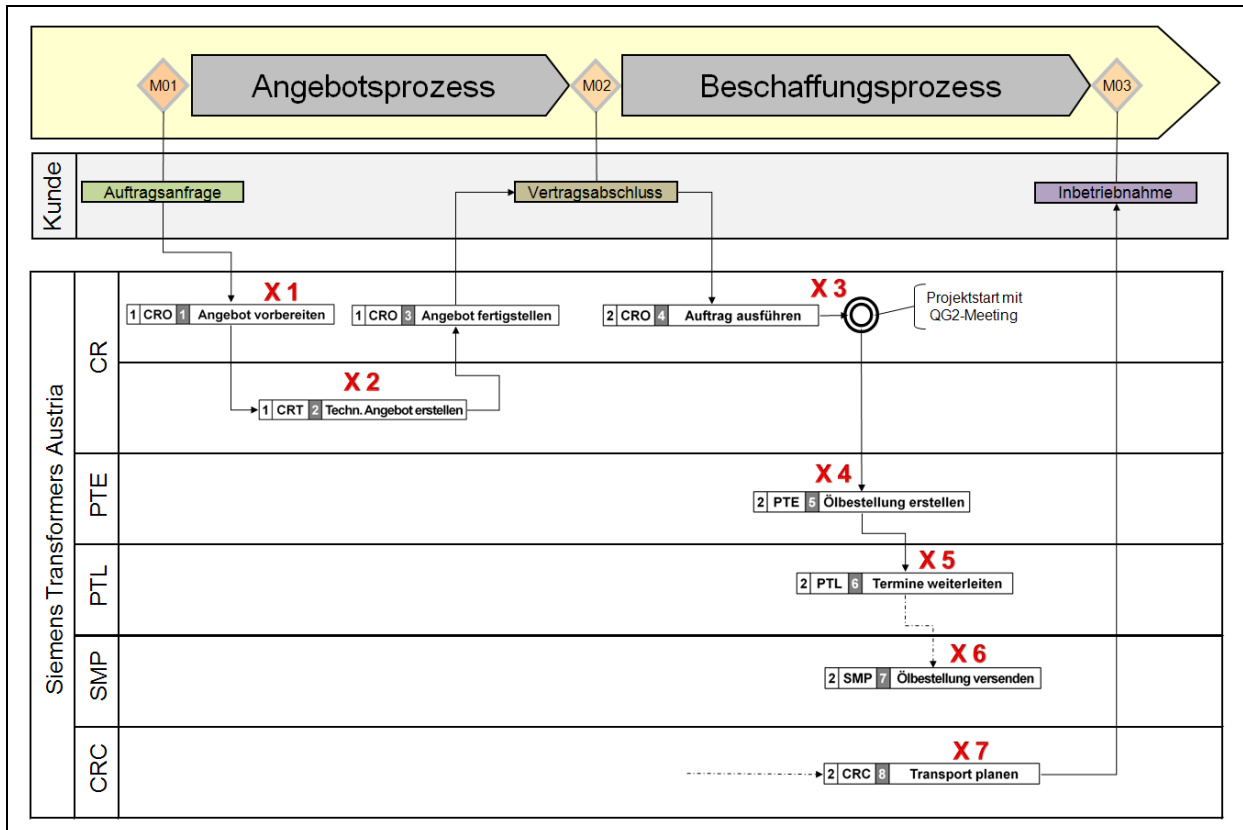 M01
Angebotsprozess
M02
Beschaffungsprozess
M03
Kunde
Auftragsanfrage
Vertragsabschluss
Inbetriebnahme
Siemens Transformers Austria
CR
X 1
1 CRO 1 Angebot vorbereiten
1 CRO 3 Angebot fertigstellen
X 3
2 CRO 4 Auftrag ausführen
Projektstart mit
QG2-Meeting
X 2
1 CRT 2 Techn. Angebot erstellen
PTE
X 4
2 PTE 5 Ölbestellung erstellen
PTL
X 5
2 PTL 6 Termine weiterleiten
SMP
X 6
2 SMP 7 Ölbestellung versenden
CRC
X 7
2 CRC 8 Transport planen